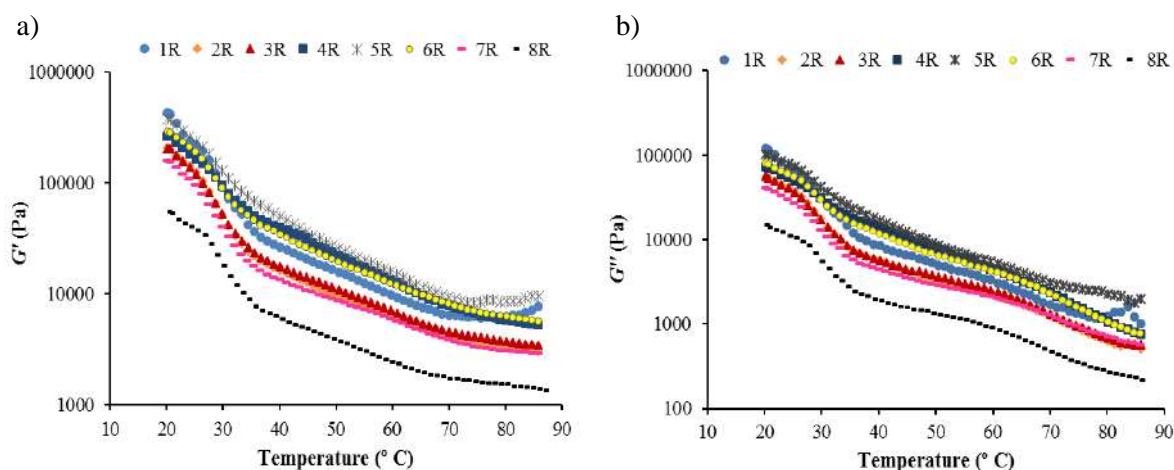 a)
1R 2R 3R 4R 5R 6R 7R 8R
1000000
100000
10000
1000
G' (Pa)
10 20 30 40 50 60 70 80 90
Temperature (º C)
b)
1R 2R 3R 4R 5R 6R 7R 8R
1000000
100000
10000
1000
100
G'' (Pa)
10 20 30 40 50 60 70 80 90
Temperature (º C)